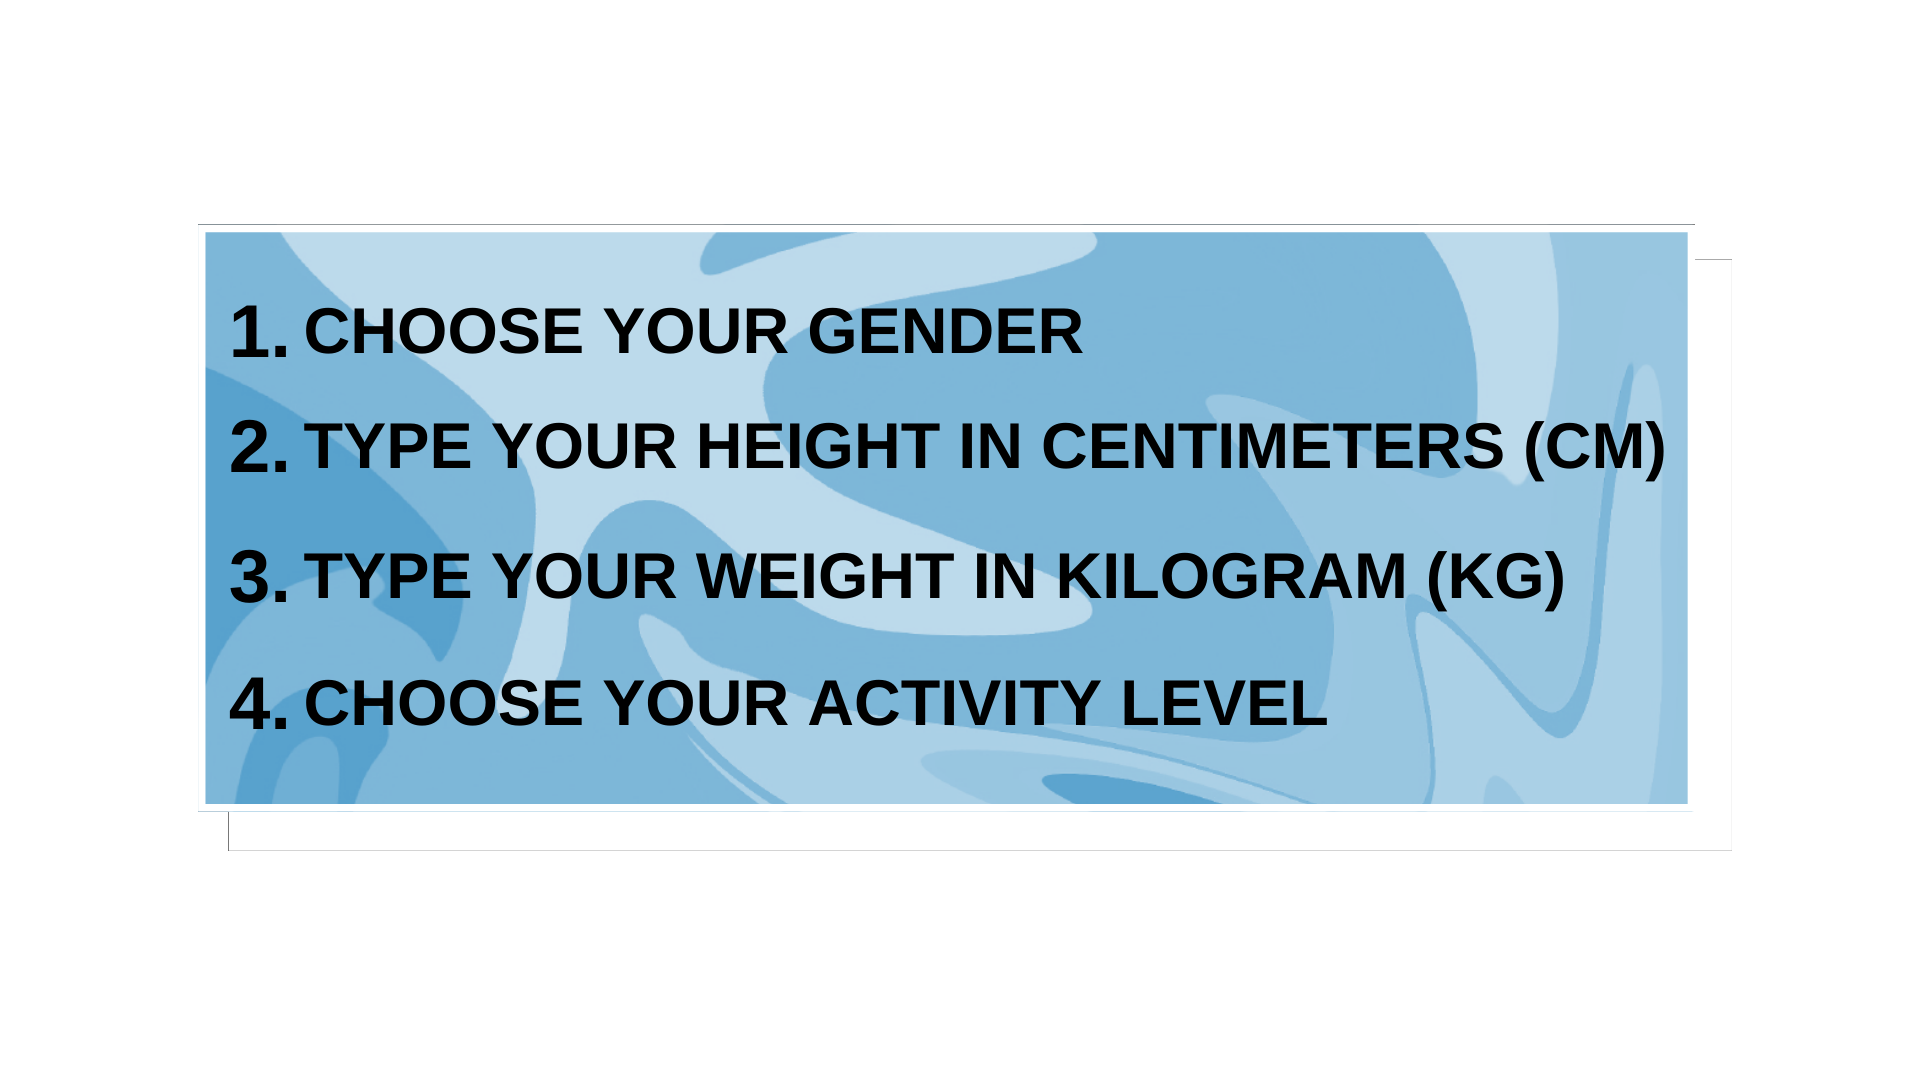 1. CHOOSE YOUR GENDER
2. TYPE YOUR HEIGHT IN CENTIMETERS (CM)
3. TYPE YOUR WEIGHT IN KILOGRAM (KG)
4. CHOOSE YOUR ACTIVITY LEVEL